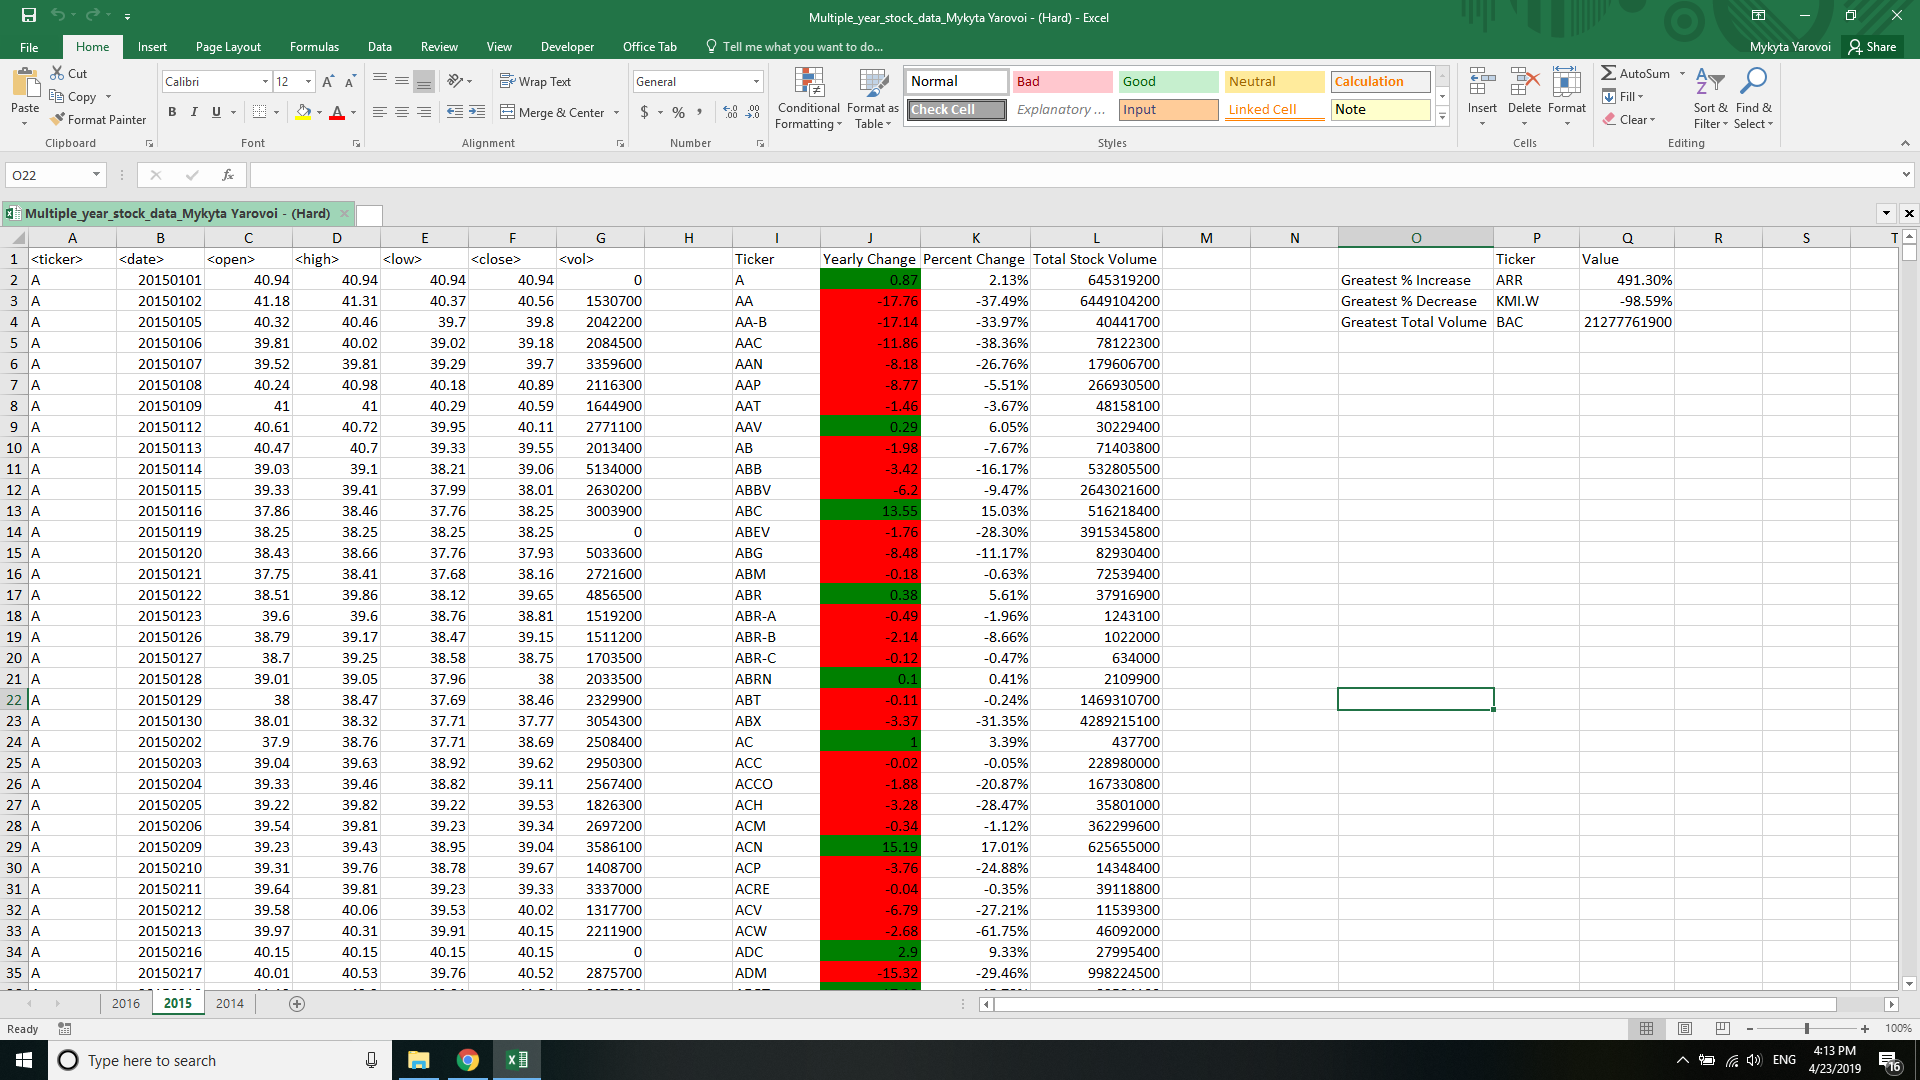 Multiple_year_stock_data_Mykyta Yarovoi - (Hard) - Excel
File Home Insert Page Layout Formulas Data Review View Developer Office Tab Tell me what you want to do... Mykyta Yarovoi Share
Paste Cut Copy Format Painter Clipboard
Calibri 12 B I U Font
Wrap Text Merge & Center Alignment
General $ % , Number
Conditional Formatting Format as Table
Normal Bad Good Neutral Calculation
Check Cell Explanatory ... Input Linked Cell Note
Styles
Insert Delete Format Cells
AutoSum Fill Clear Sort & Filter Find & Select Editing
O22 fx
Multiple_year_stock_data_Mykyta Yarovoi - (Hard)
A B C D E F G H I J K L M N O P Q R S T
1 <ticker> <date> <open> <high> <low> <close> <vol> Ticker Yearly Change Percent Change Total Stock Volume Ticker Value
2 A 20150101 40.94 40.94 40.94 40.94 0 A 0.87 2.13% 645319200 Greatest % Increase ARR 491.30%
3 A 20150102 41.18 41.31 40.37 40.56 1530700 AA -17.76 -37.49% 6449104200 Greatest % Decrease KMI.W -98.59%
4 A 20150105 40.32 40.46 39.7 39.8 2042200 AA-B -17.14 -33.97% 40441700 Greatest Total Volume BAC 21277761900
5 A 20150106 39.81 40.02 39.02 39.18 2084500 AAC -11.86 -38.36% 78122300
6 A 20150107 39.52 39.81 39.29 39.7 3359600 AAN -8.18 -26.76% 179606700
7 A 20150108 40.24 40.98 40.18 40.89 2116300 AAP -8.77 -5.51% 266930500
8 A 20150109 41 41 40.29 40.59 1644900 AAT -1.46 -3.67% 48158100
9 A 20150112 40.61 40.72 39.95 40.11 2771100 AAV 0.29 6.05% 30229400
10 A 20150113 40.47 40.7 39.33 39.55 2013400 AB -1.98 -7.67% 71403800
11 A 20150114 39.03 39.1 38.21 39.06 5134000 ABB -3.42 -16.17% 532805500
12 A 20150115 39.33 39.41 37.99 38.01 2630200 ABBV -6.2 -9.47% 2643021600
13 A 20150116 37.86 38.46 37.76 38.25 3003900 ABC 13.55 15.03% 516218400
14 A 20150119 38.25 38.25 38.25 38.25 0 ABEV -1.76 -28.30% 3915345800
15 A 20150120 38.43 38.66 37.76 37.93 5033600 ABG -8.48 -11.17% 82930400
16 A 20150121 37.75 38.41 37.68 38.16 2721600 ABM -0.18 -0.63% 72539400
17 A 20150122 38.51 39.86 38.12 39.65 4856500 ABR 0.38 5.61% 37916900
18 A 20150123 39.6 39.6 38.76 38.81 1519200 ABR-A -0.49 -1.96% 1243100
19 A 20150126 38.79 39.17 38.47 39.15 1511200 ABR-B -2.14 -8.66% 1022000
20 A 20150127 38.7 39.25 38.58 38.75 1703500 ABR-C -0.12 -0.47% 634000
21 A 20150128 39.01 39.05 37.96 38 2033500 ABRN 0.1 0.41% 2109900
22 A 20150129 38 38.47 37.69 38.46 2329900 ABT -0.11 -0.24% 1469310700
23 A 20150130 38.01 38.32 37.71 37.77 3054300 ABX -3.37 -31.35% 4289215100
24 A 20150202 37.9 38.76 37.71 38.69 2508400 AC 1 3.39% 437700
25 A 20150203 39.04 39.63 38.92 39.62 2950300 ACC -0.02 -0.05% 228980000
26 A 20150204 39.33 39.46 38.82 39.11 2567400 ACCO -1.88 -20.87% 167330800
27 A 20150205 39.22 39.82 39.22 39.53 1826300 ACH -3.28 -28.47% 35801000
28 A 20150206 39.54 39.81 39.23 39.34 2697200 ACM -0.34 -1.12% 362299600
29 A 20150209 39.23 39.43 38.95 39.04 3586100 ACN 15.19 17.01% 625655000
30 A 20150210 39.31 39.76 38.78 39.67 1408700 ACP -3.76 -24.88% 14348400
31 A 20150211 39.64 39.81 39.23 39.33 3337000 ACRE -0.04 -0.35% 39118800
32 A 20150212 39.58 40.06 39.53 40.02 1317700 ACV -6.79 -27.21% 11539300
33 A 20150213 39.97 40.31 39.91 40.15 2211900 ACW -2.68 -61.75% 46092000
34 A 20150216 40.15 40.15 40.15 40.15 0 ADC 2.9 9.33% 27995400
35 A 20150217 40.01 40.53 39.76 40.52 2875700 ADM -15.32 -29.46% 998224500
2016 2015 2014
Ready 100%
Type here to search ENG 4:13 PM 4/23/2019 16